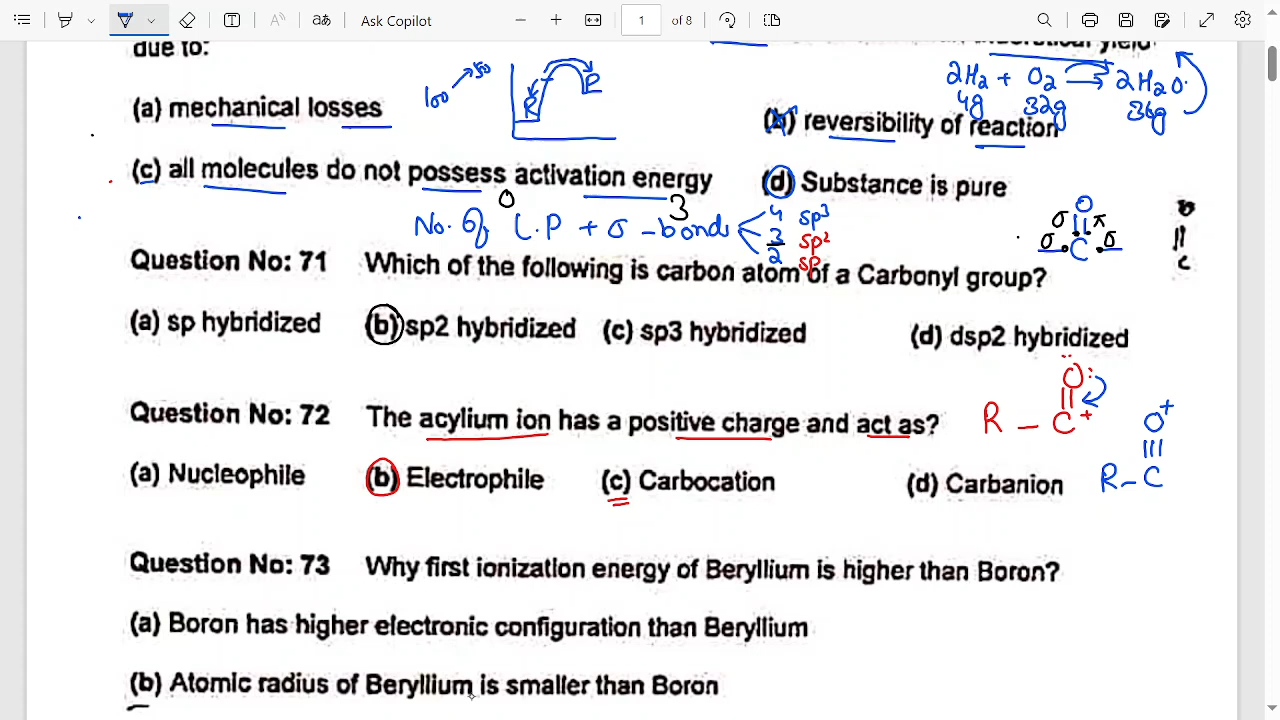 Ask Copilot
1 of 8
due to:
100 → 50
R P
2H2 + O2 → 2H2O
4g 32g 36g
(a) mechanical losses (b) reversibility of reaction
(c) all molecules do not possess activation energy (d) Substance is pure
0 3
No. Of L.P + σ - bonds 4 sp3
3 sp2
2 sp
O
σ π
σ C σ
C
Question No: 71 Which of the following is carbon atom of a Carbonyl group?
(a) sp hybridized (b) sp2 hybridized (c) sp3 hybridized (d) dsp2 hybridized
Question No: 72 The acylium ion has a positive charge and act as?
O:
R - C+
O+
R - C
(a) Nucleophile (b) Electrophile (c) Carbocation (d) Carbanion
Question No: 73 Why first ionization energy of Beryllium is higher than Boron?
(a) Boron has higher electronic configuration than Beryllium
(b) Atomic radius of Beryllium is smaller than Boron